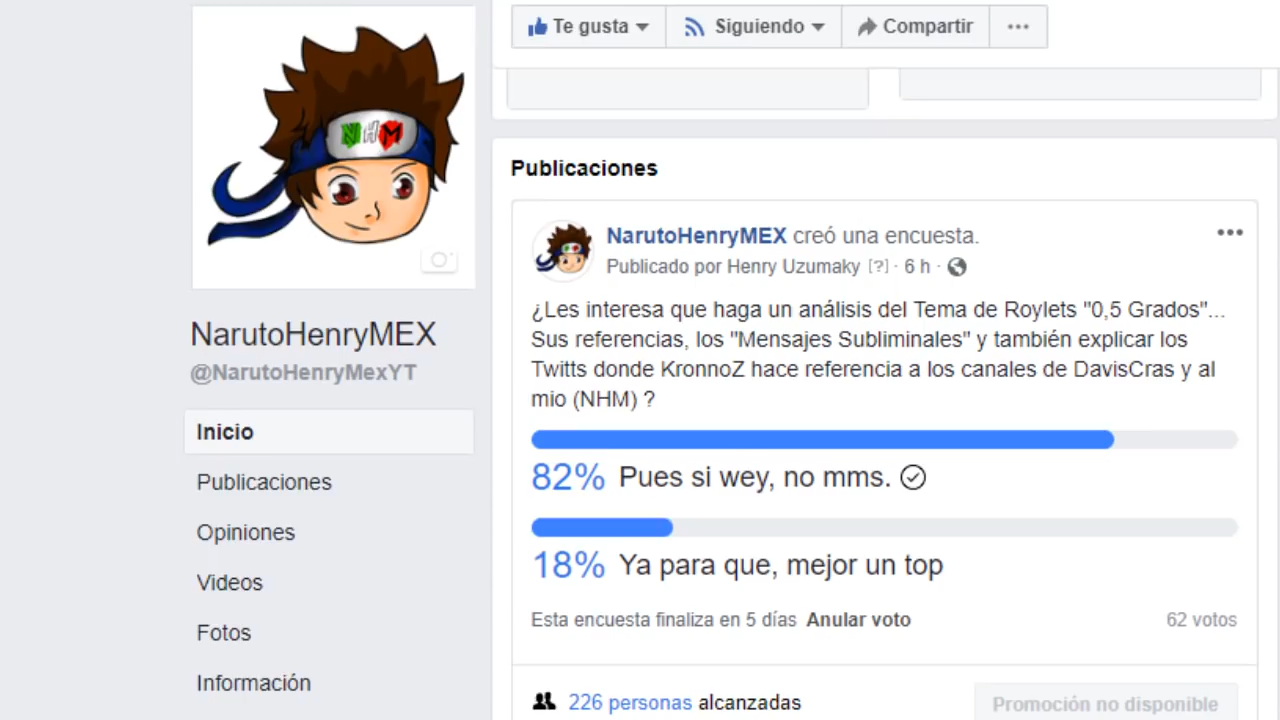 Te gusta
Siguiendo
Compartir
NHM
NarutoHenryMEX
@NarutoHenryMexYT
Inicio
Publicaciones
Opiniones
Videos
Fotos
Información
Publicaciones
NarutoHenryMEX creó una encuesta.
Publicado por Henry Uzumaky [?] · 6 h ·
¿Les interesa que haga un análisis del Tema de Roylets "0,5 Grados"...
Sus referencias, los "Mensajes Subliminales" y también explicar los
Twitts donde KronnoZ hace referencia a los canales de DavisCras y al
mio (NHM) ?
82% Pues si wey, no mms.
18% Ya para que, mejor un top
Esta encuesta finaliza en 5 días Anular voto
62 votos
226 personas alcanzadas
Promoción no disponible